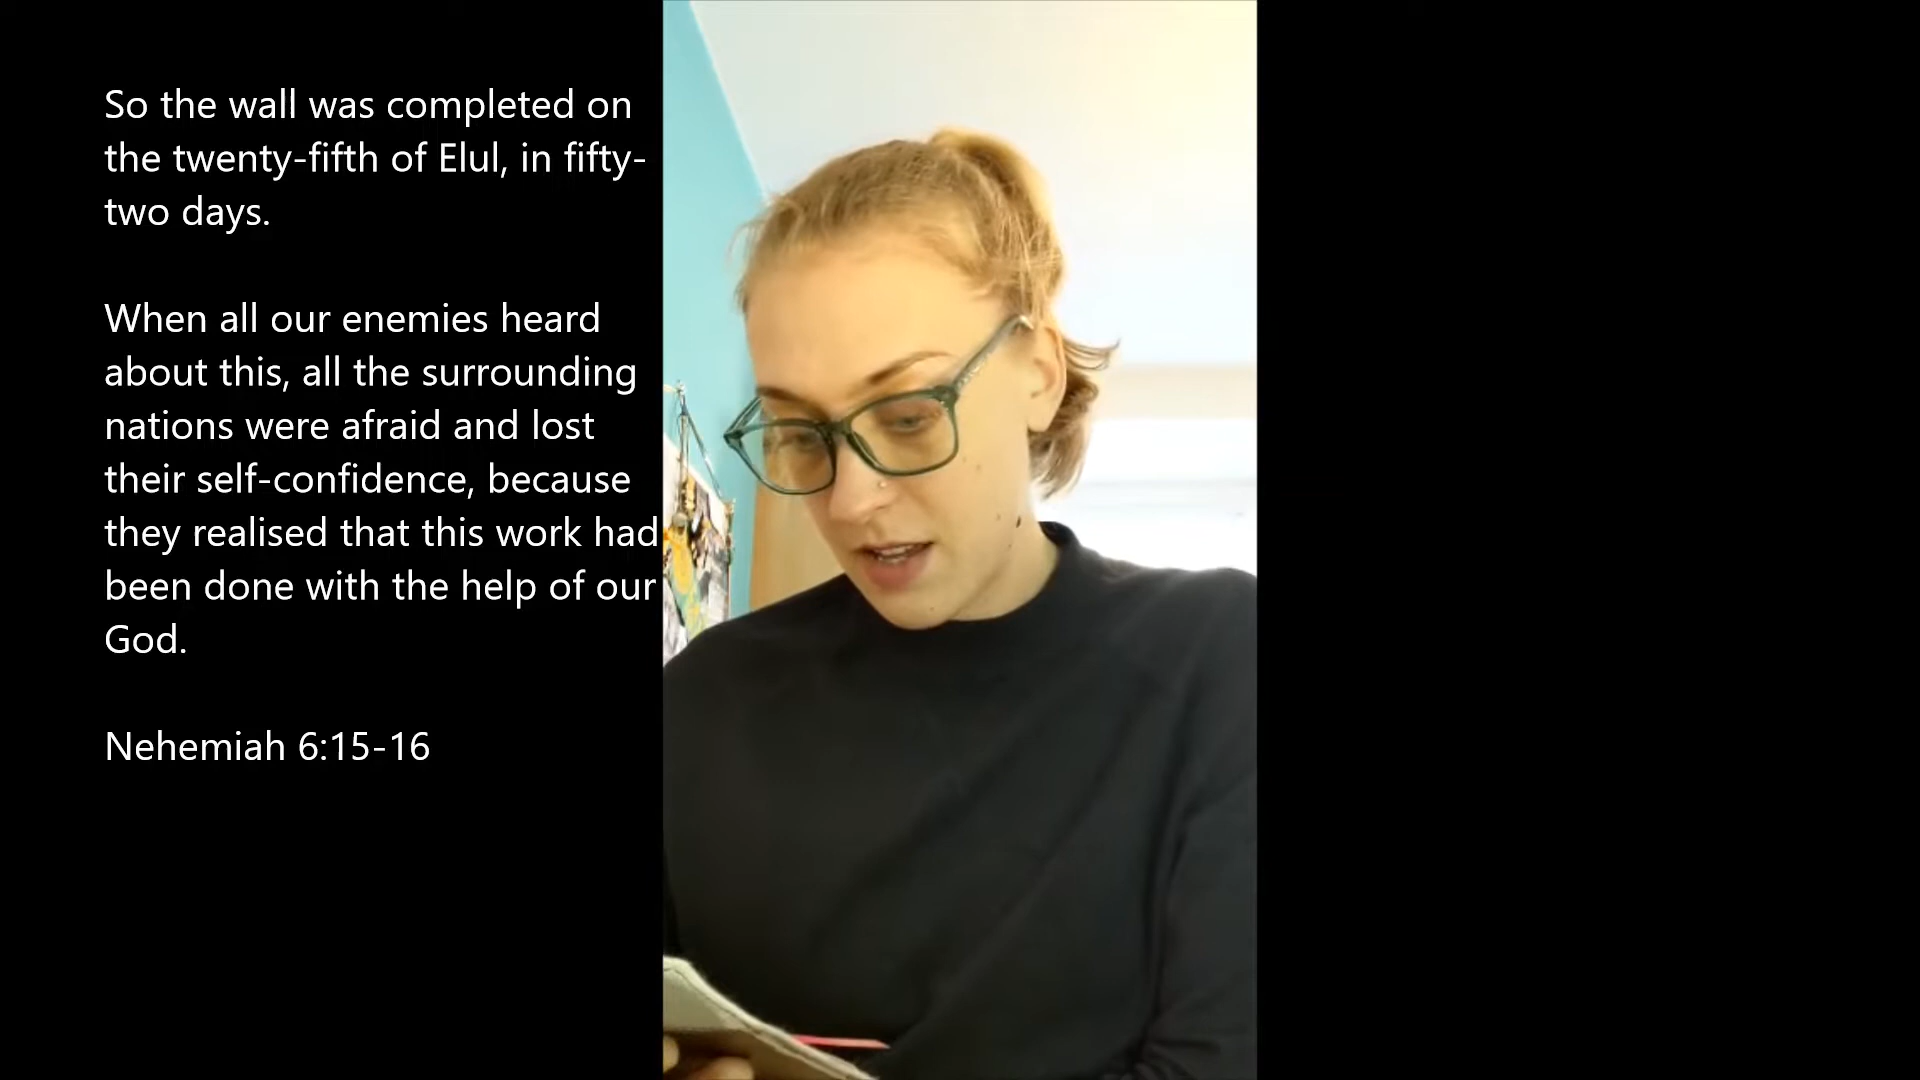 So the wall was completed on
the twenty-fifth of Elul, in fifty-
two days.
When all our enemies heard
about this, all the surrounding
nations were afraid and lost
their self-confidence, because
they realised that this work had
been done with the help of our
God.
Nehemiah 6:15-16